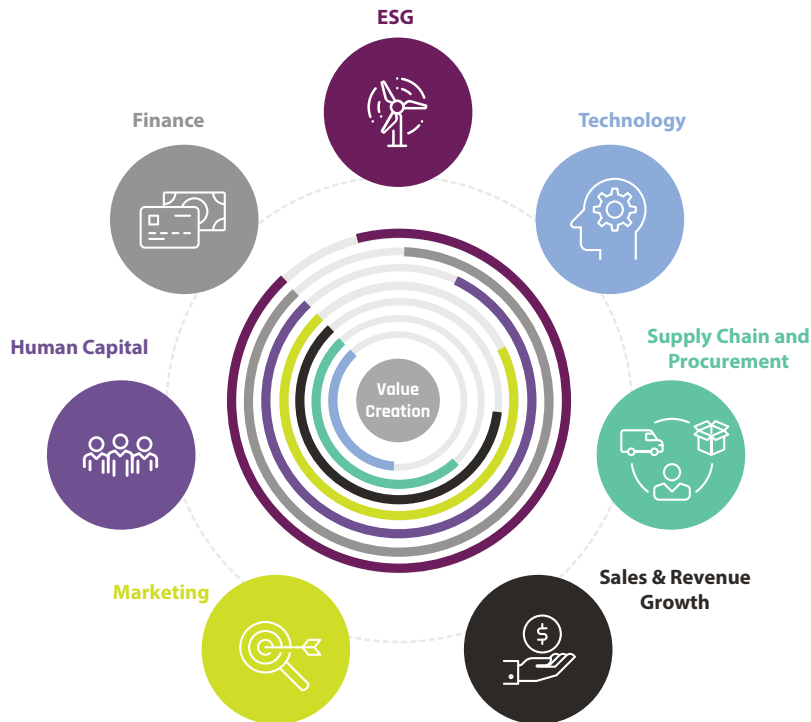 ESG
Finance
Technology
Human Capital
Supply Chain and
Procurement
Value
Creation
Marketing
Sales & Revenue
Growth
$